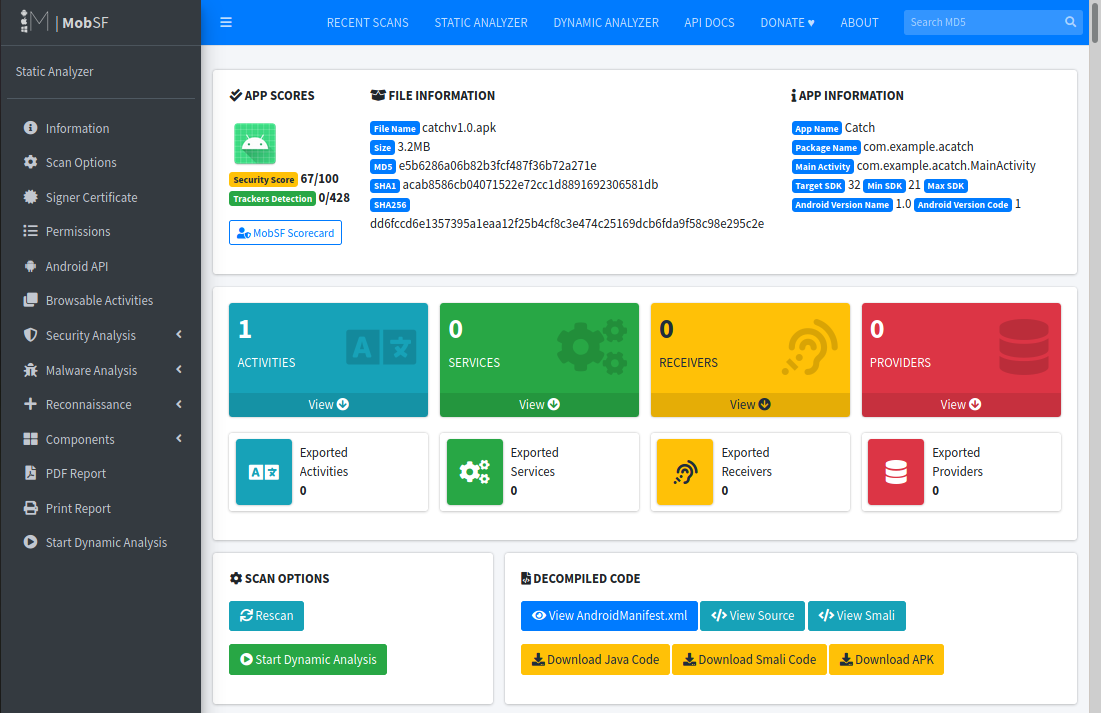 MobSF
RECENT SCANS STATIC ANALYZER DYNAMIC ANALYZER API DOCS DONATE ♥ ABOUT Search MD5
Static Analyzer
Information
Scan Options
Signer Certificate
Permissions
Android API
Browsable Activities
Security Analysis
Malware Analysis
Reconnaissance
Components
PDF Report
Print Report
Start Dynamic Analysis
APP SCORES
Security Score 67/100
Trackers Detection 0/428
MobSF Scorecard
FILE INFORMATION
File Name catchv1.0.apk
Size 3.2MB
MD5 e5b6286a06b82b3fcf487f36b72a271e
SHA1 acab8586cb04071522e72cc1d8891692306581db
SHA256
dd6fccd6e1357395a1eaa12f25b4cf8c3e474c25169dcb6fda9f58c98e295c2e
APP INFORMATION
App Name Catch
Package Name com.example.acatch
Main Activity com.example.acatch.MainActivity
Target SDK 32 Min SDK 21 Max SDK
Android Version Name 1.0 Android Version Code 1
1
ACTIVITIES
View
0
SERVICES
View
0
RECEIVERS
View
0
PROVIDERS
View
Exported
Activities
0
Exported
Services
0
Exported
Receivers
0
Exported
Providers
0
SCAN OPTIONS
Rescan
Start Dynamic Analysis
DECOMPILED CODE
View AndroidManifest.xml View Source View Smali
Download Java Code Download Smali Code Download APK